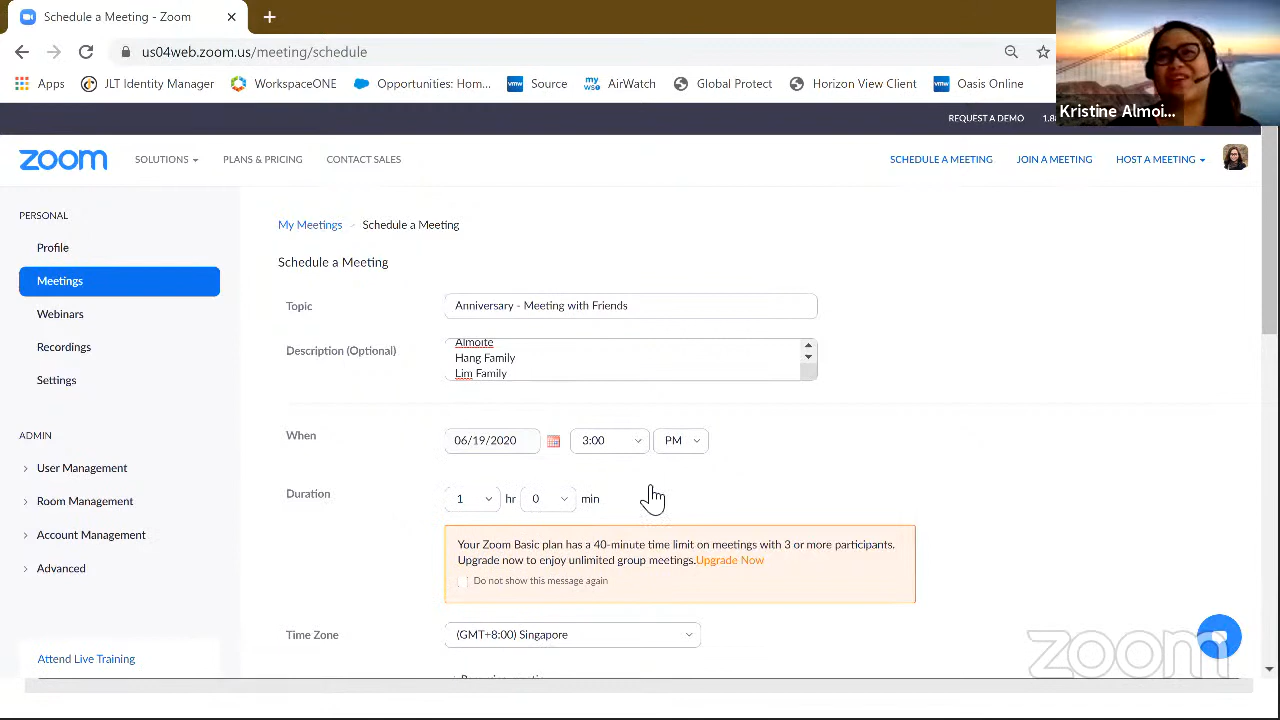 Schedule a Meeting - Zoom
us04web.zoom.us/meeting/schedule
Apps JLT Identity Manager WorkspaceONE Opportunities: Hom... vmw Source my wso AirWatch Global Protect Horizon View Client vmw Oasis Online
Kristine Almoi...
REQUEST A DEMO 1.8
zoom SOLUTIONS PLANS & PRICING CONTACT SALES SCHEDULE A MEETING JOIN A MEETING HOST A MEETING
PERSONAL
Profile
Meetings
Webinars
Recordings
Settings
ADMIN
User Management
Room Management
Account Management
Advanced
Attend Live Training
My Meetings Schedule a Meeting
Schedule a Meeting
Topic Anniversary - Meeting with Friends
Description (Optional) Almoite
Hang Family
Lim Family
When 06/19/2020 3:00 PM
Duration 1 hr 0 min
Your Zoom Basic plan has a 40-minute time limit on meetings with 3 or more participants.
Upgrade now to enjoy unlimited group meetings.Upgrade Now
Do not show this message again
Time Zone (GMT+8:00) Singapore
zoom